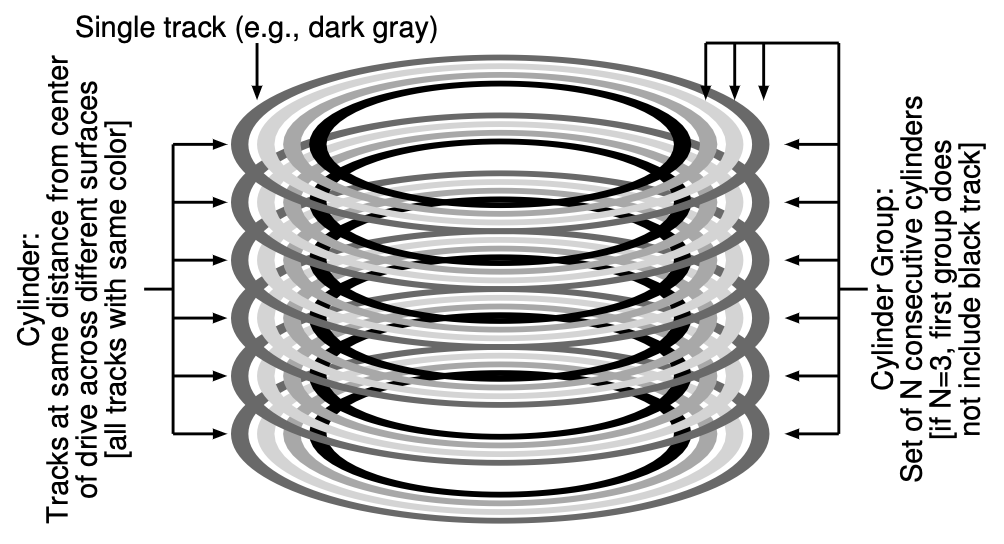 Single track (e.g., dark gray)
Cylinder:
Tracks at same distance from center
of drive across different surfaces
[all tracks with same color]
Cylinder Group:
Set of N consecutive cylinders
[if N=3, first group does
not include black track]